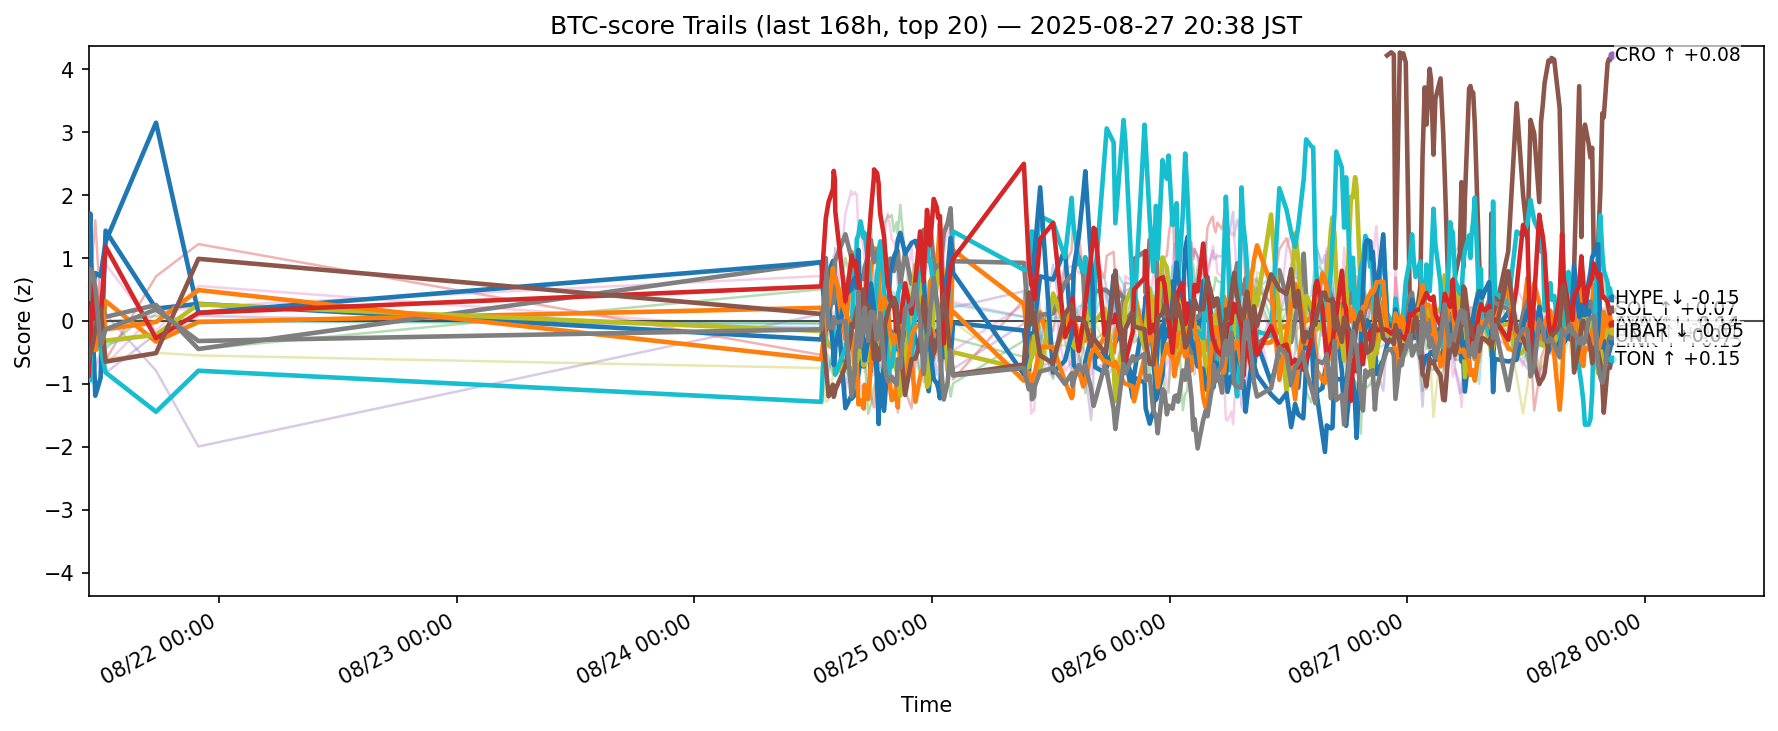 BTC-score Trails (last 168h, top 20) — 2025-08-27 20:38 JST
Score (z)
4
3
2
1
0
−1
−2
−3
−4
CRO ↑ +0.08
HYPE ↓ -0.15
SOL ↑ +0.07
HBAR ↓ -0.05
TON ↑ +0.15
08/22 00:00
08/23 00:00
08/24 00:00
08/25 00:00
08/26 00:00
08/27 00:00
08/28 00:00
Time